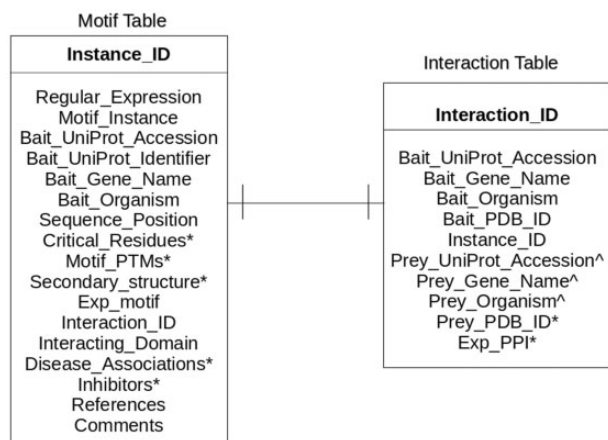 Motif Table
Instance_ID
Regular_Expression
Motif_Instance
Bait_UniProt_Accession
Bait_UniProt_Identifier
Bait_Gene_Name
Bait_Organism
Sequence_Position
Critical_Residues*
Motif_PTMs*
Secondary_structure*
Exp_motif
Interaction_ID
Interacting_Domain
Disease_Associations*
Inhibitors*
References
Comments
Interaction Table
Interaction_ID
Bait_UniProt_Accession
Bait_Gene_Name
Bait_Organism
Bait_PDB_ID
Instance_ID
Prey_UniProt_Accession^
Prey_Gene_Name^
Prey_Organism^
Prey_PDB_ID*
Exp_PPI*